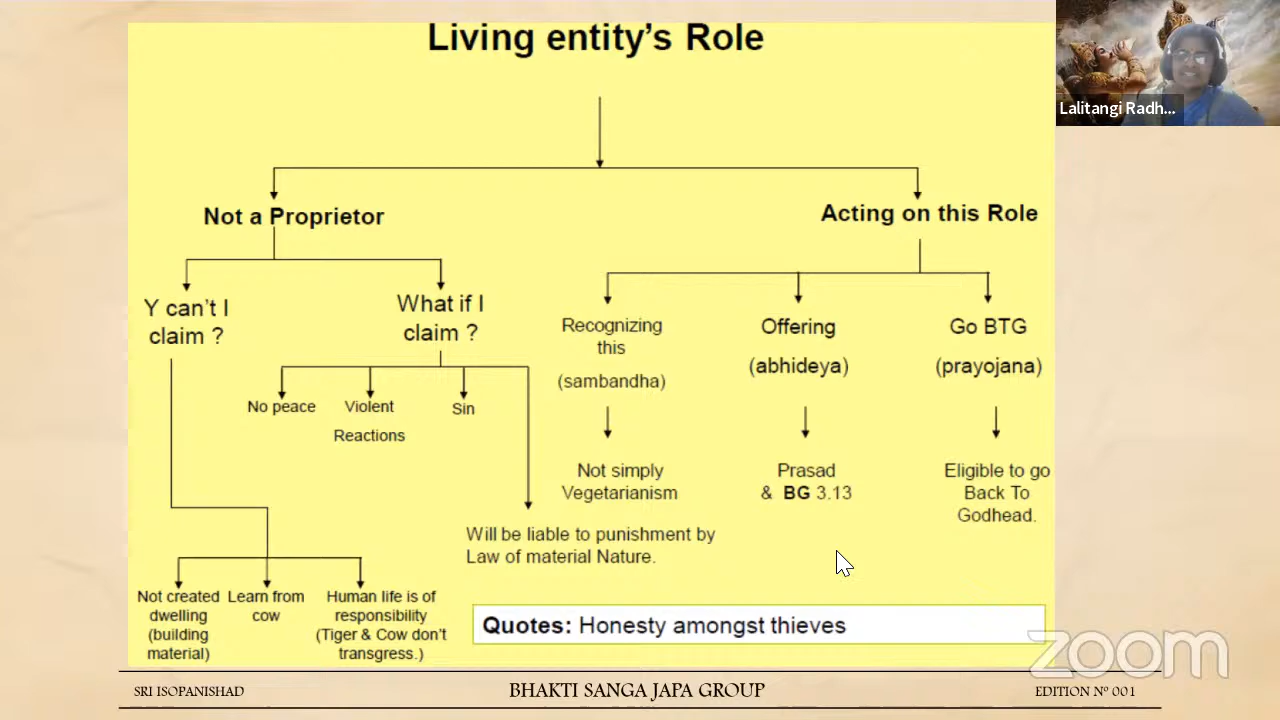 Living entity's Role
Lalitangi Radh...
Not a Proprietor
Acting on this Role
Y can't I
claim ?
What if I
claim ?
Recognizing
this
(sambandha)
Offering
(abhideya)
Go BTG
(prayojana)
No peace
Violent
Reactions
Sin
Not simply
Vegetarianism
Prasad
& BG 3.13
Eligible to go
Back To
Godhead.
Will be liable to punishment by
Law of material Nature.
Not created
dwelling
(building
material)
Learn from
cow
Human life is of
responsibility
(Tiger & Cow don't
transgress.)
Quotes: Honesty amongst thieves
zoom
SRI ISOPANISHAD
BHAKTI SANGA JAPA GROUP
EDITION Nº 001